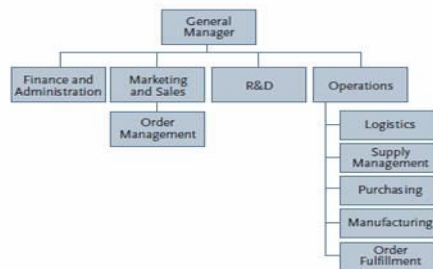 General
Manager
Finance and
Administration
Marketing
and Sales
R&D
Operations
Order
Management
Logistics
Supply
Management
Purchasing
Manufacturing
Order
Fulfillment